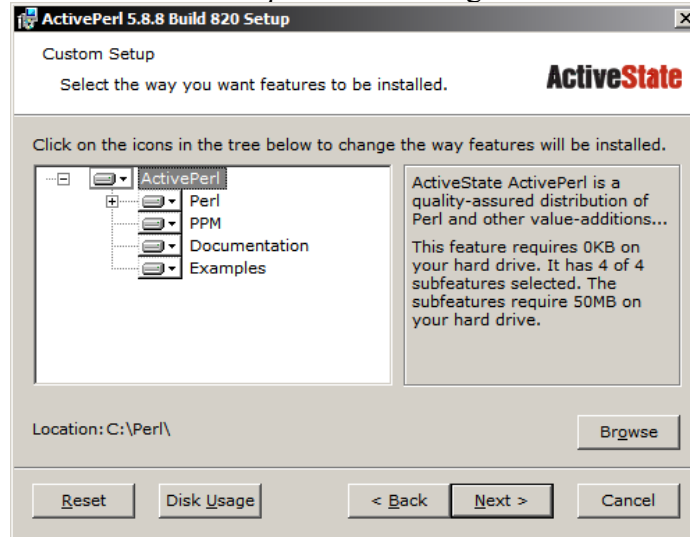 ActivePerl 5.8.8 Build 820 Setup
Custom Setup
Select the way you want features to be installed.
ActiveState
Click on the icons in the tree below to change the way features will be installed.
ActivePerl
Perl
PPM
Documentation
Examples
ActiveState ActivePerl is a
quality-assured distribution of
Perl and other value-additions...
This feature requires 0KB on
your hard drive. It has 4 of 4
subfeatures selected. The
subfeatures require 50MB on
your hard drive.
Location: C:\Perl\
Browse
Reset
Disk Usage
< Back
Next >
Cancel